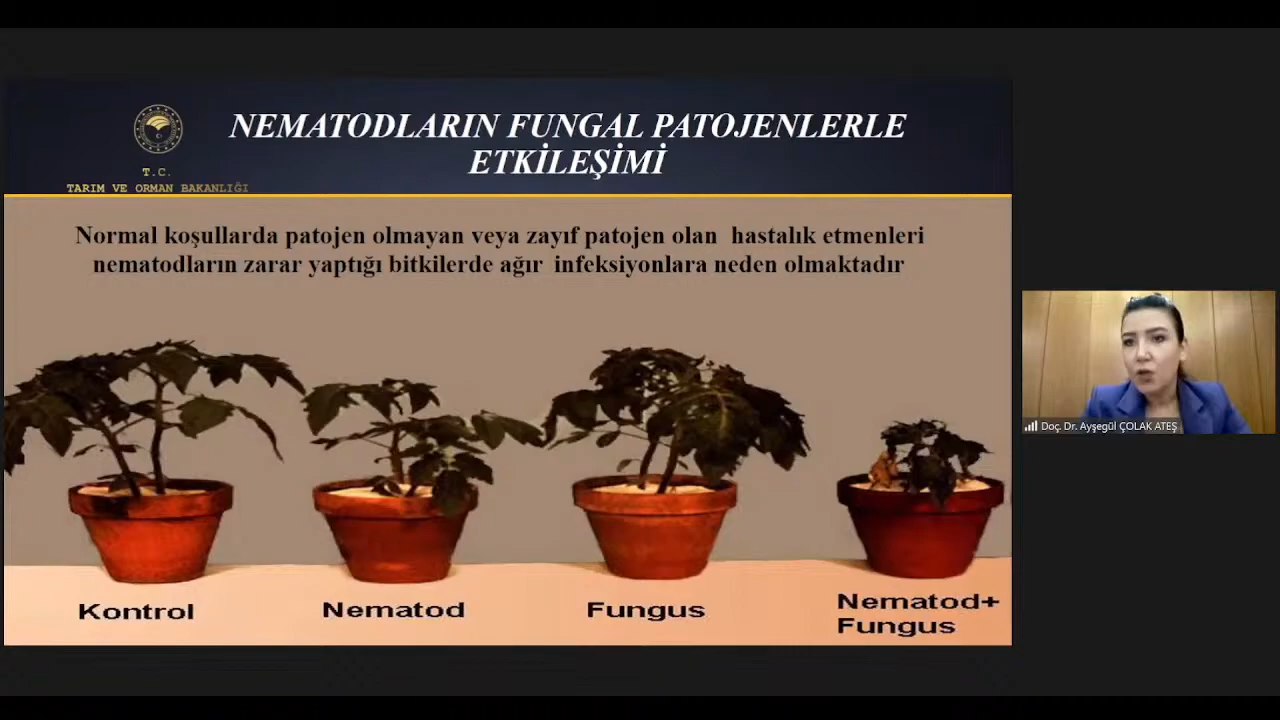 NEMATODLARIN FUNGAL PATOJENLERLE
ETKİLEŞİMİ
T.C.
TARIM VE ORMAN BAKANLIĞI
Normal koşullarda patojen olmayan veya zayıf patojen olan hastalık etmenleri
nematodların zarar yaptığı bitkilerde ağır infeksiyonlara neden olmaktadır
Kontrol
Nematod
Fungus
Nematod+
Fungus
Doç. Dr. Ayşegül ÇOLAK ATEŞ